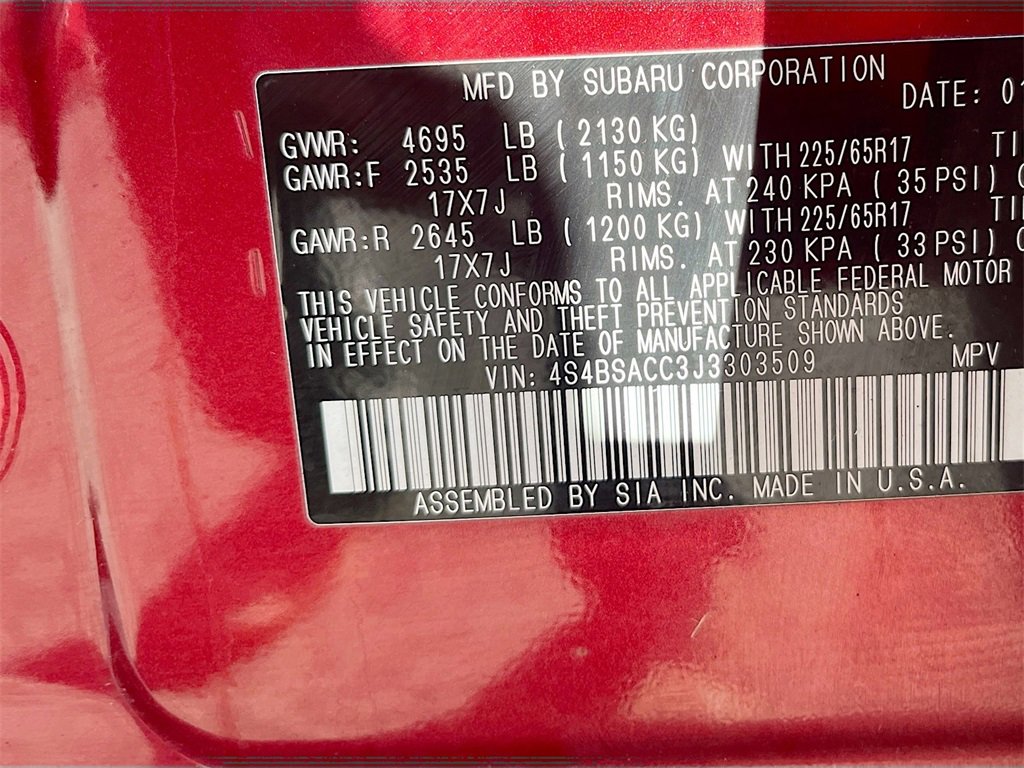 MFD BY SUBARU CORPORATION
DATE: 01
GVWR: 4695 LB (2130 KG)
GAWR:F 2535 LB (1150 KG) WITH 225/65R17 TI
17X7J RIMS. AT 240 KPA (35 PSI) C
GAWR:R 2645 LB (1200 KG) WITH 225/65R17 TI
17X7J RIMS. AT 230 KPA (33 PSI) C
THIS VEHICLE CONFORMS TO ALL APPLICABLE FEDERAL MOTOR
VEHICLE SAFETY AND THEFT PREVENTION STANDARDS
IN EFFECT ON THE DATE OF MANUFACTURE SHOWN ABOVE.
VIN: 4S4BSACC3J3303509 MPV
ASSEMBLED BY SIA INC. MADE IN U.S.A.